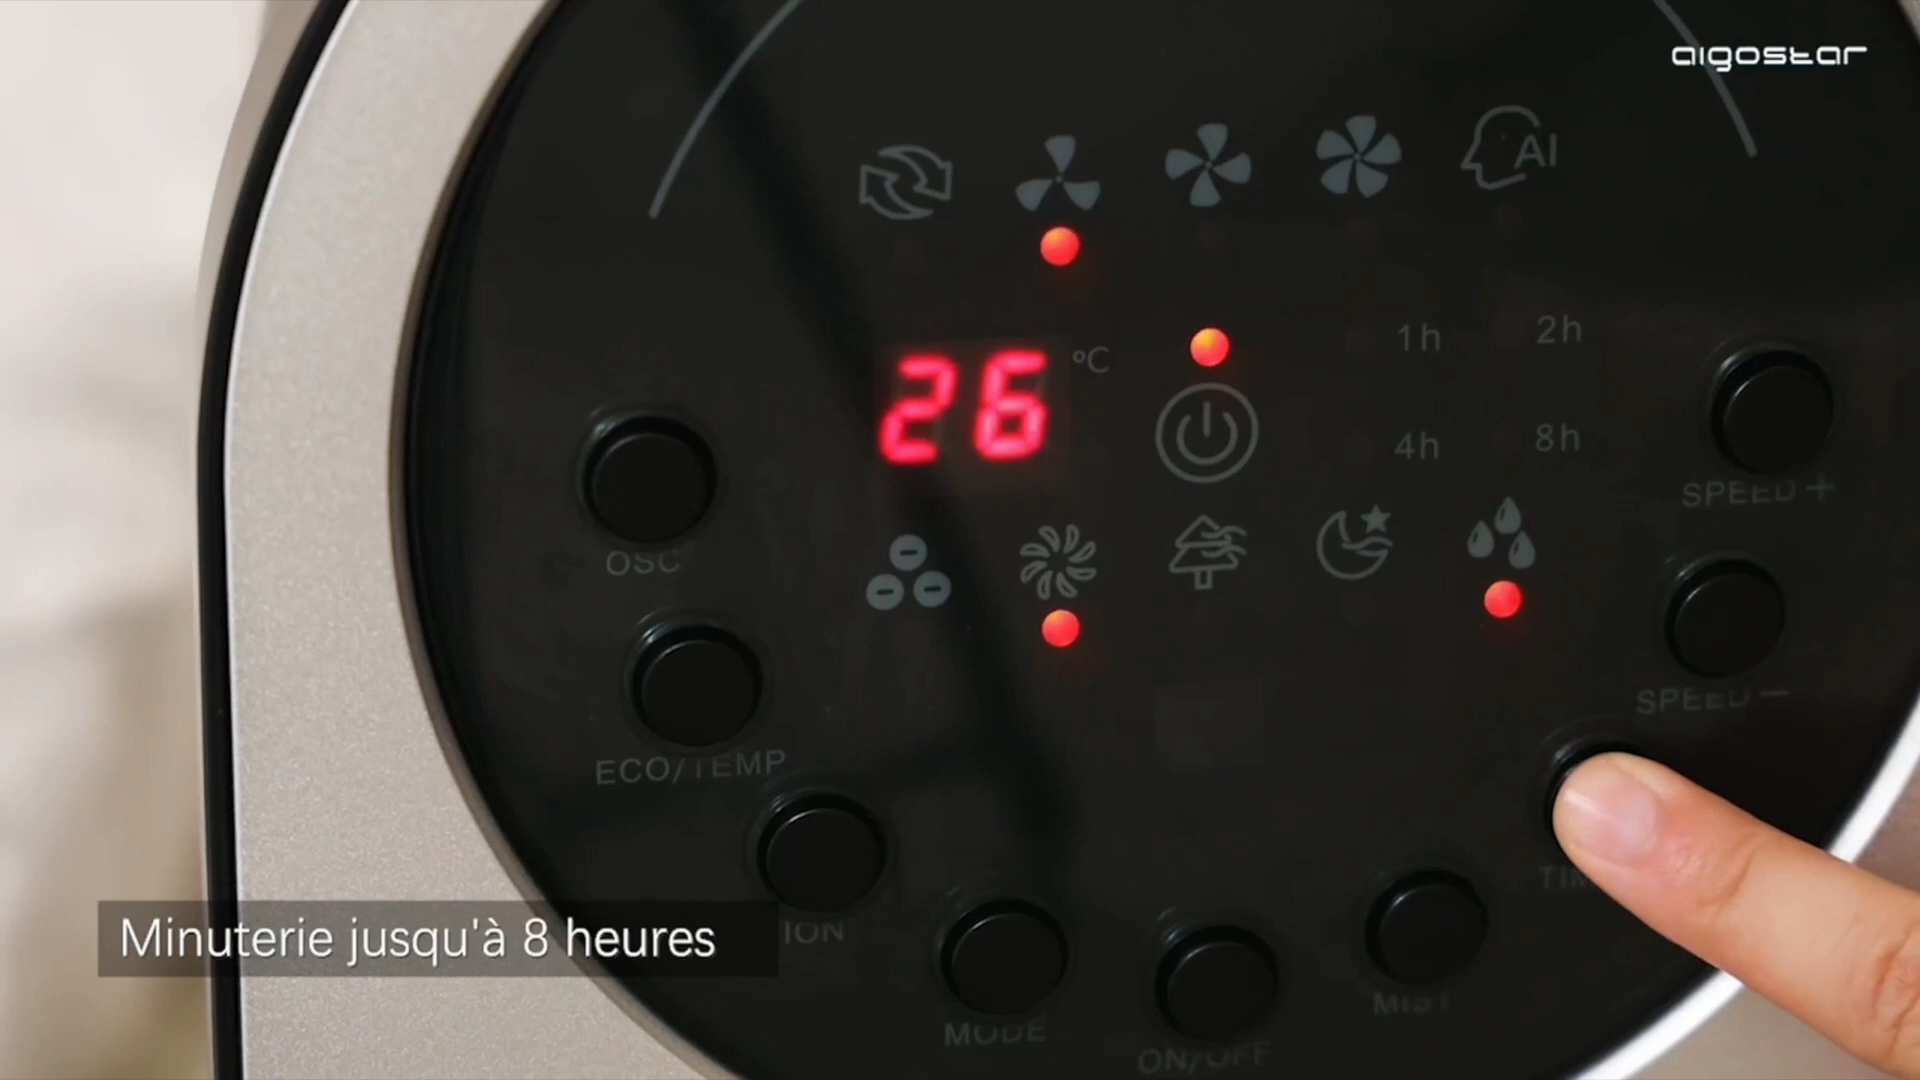 aigostar
AI
26 °C
1h 2h
4h 8h
SPEED +
OSC
SPEED −
ECO/TEMP
ION
MIST
MODE
ON/OFF
Minuterie jusqu'à 8 heures